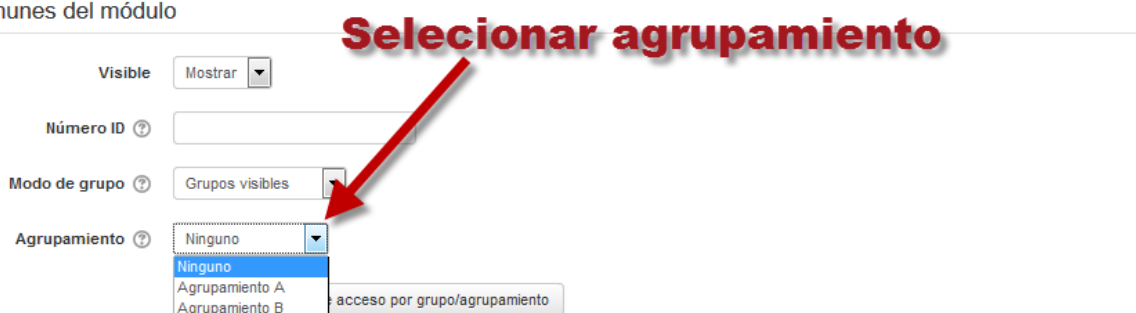 del módulo
Selecionar agrupamiento
Visible Mostrar
Número ID
Modo de grupo Grupos visibles
Agrupamiento Ninguno
Ninguno
Agrupamiento A
Agrupamiento B
acceso por grupo/agrupamiento